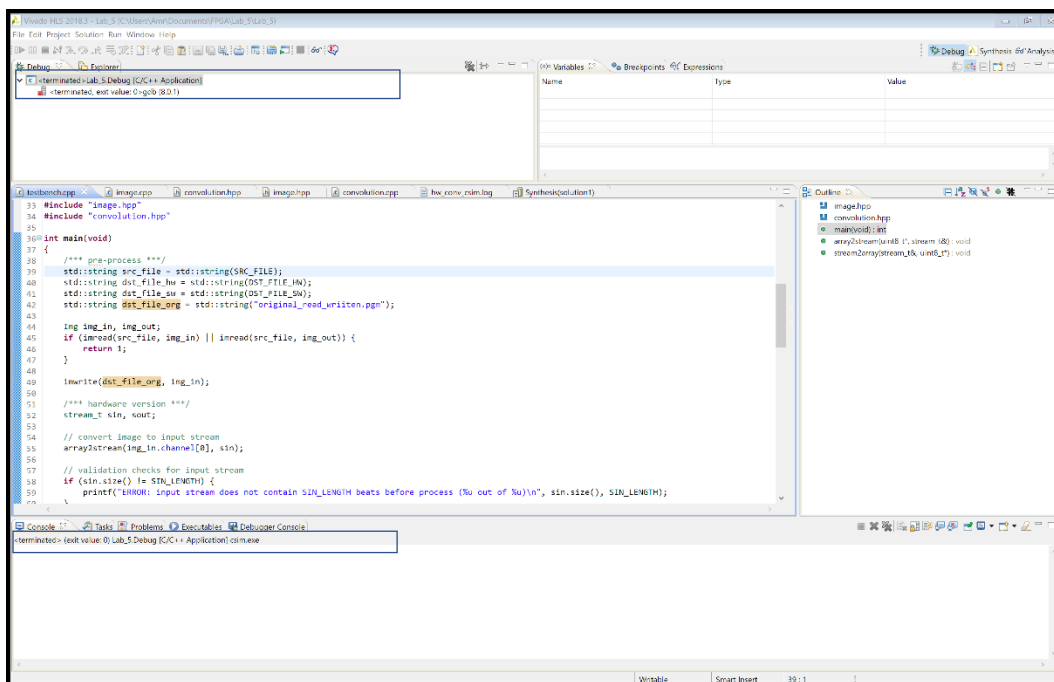 Vivado HLS 2018.3 - Lab_5 (C:\Users\Amr\Documents\FPGA\Lab_5\Lab_5)
File Edit Project Solution Run Window Help
Debug Synthesis Analysis
Debug Explorer
<terminated>Lab_5.Debug [C/C++ Application]
<terminated, exit value: 0>gdb (8.0.1)
(x)= Variables Breakpoints Expressions
Name Type Value
testbench.cpp image.cpp convolution.hpp image.hpp convolution.cpp hw_conv_csim.log Synthesis(solution1)
33 #include "image.hpp"
34 #include "convolution.hpp"
35
36 int main(void)
37 {
38 /*** pre-process ***/
39 std::string src_file = std::string(SRC_FILE);
40 std::string dst_file_hw = std::string(DST_FILE_HW);
41 std::string dst_file_sw = std::string(DST_FILE_SW);
42 std::string dst_file_org = std::string("original_read_wriiten.pgm");
43
44 Img img_in, img_out;
45 if (imread(src_file, img_in) || imread(src_file, img_out)) {
46 return 1;
47 }
48
49 imwrite(dst_file_org, img_in);
50
51 /*** hardware version ***/
52 stream_t sin, sout;
53
54 // convert image to input stream
55 array2stream(img_in.channel[0], sin);
56
57 // validation checks for input stream
58 if (sin.size() != SIN_LENGTH) {
59 printf("ERROR: input stream does not contain SIN_LENGTH beats before process (%u out of %u)\n", sin.size(), SIN_LENGTH);
Outline
image.hpp
convolution.hpp
main(void) : int
array2stream(uint8_t*, stream_t&) : void
stream2array(stream_t&, uint8_t*) : void
Console Tasks Problems Executables Debugger Console
<terminated> (exit value: 0) Lab_5.Debug [C/C++ Application] csim.exe
Writable Smart Insert 39 : 1